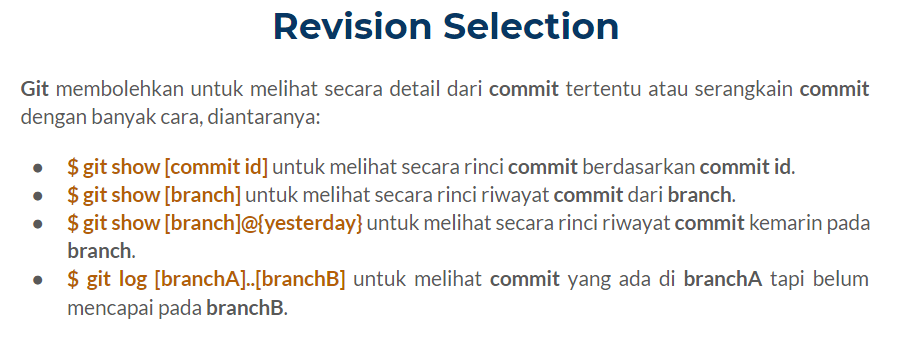 Revision Selection
Git membolehkan untuk melihat secara detail dari commit tertentu atau serangkain commit
dengan banyak cara, diantaranya:
● $ git show [commit id] untuk melihat secara rinci commit berdasarkan commit id.
● $ git show [branch] untuk melihat secara rinci riwayat commit dari branch.
● $ git show [branch]@{yesterday} untuk melihat secara rinci riwayat commit kemarin pada
branch.
● $ git log [branchA]..[branchB] untuk melihat commit yang ada di branchA tapi belum
mencapai pada branchB.